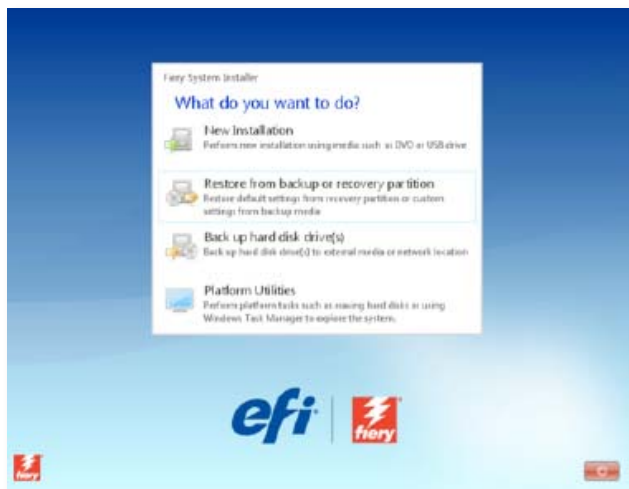 Fiery System Installer
What do you want to do?
New Installation
Perform new installation using media such as DVD or USB drive
Restore from backup or recovery partition
Restore default settings from recovery partition or custom
settings from backup media
Back up hard disk drive(s)
Back up hard disk drive(s) to external media or network location
Platform Utilities
Perform platform tasks such as erasing hard disks or using
Windows Task Manager to explore the system.
efi
fiery
fiery